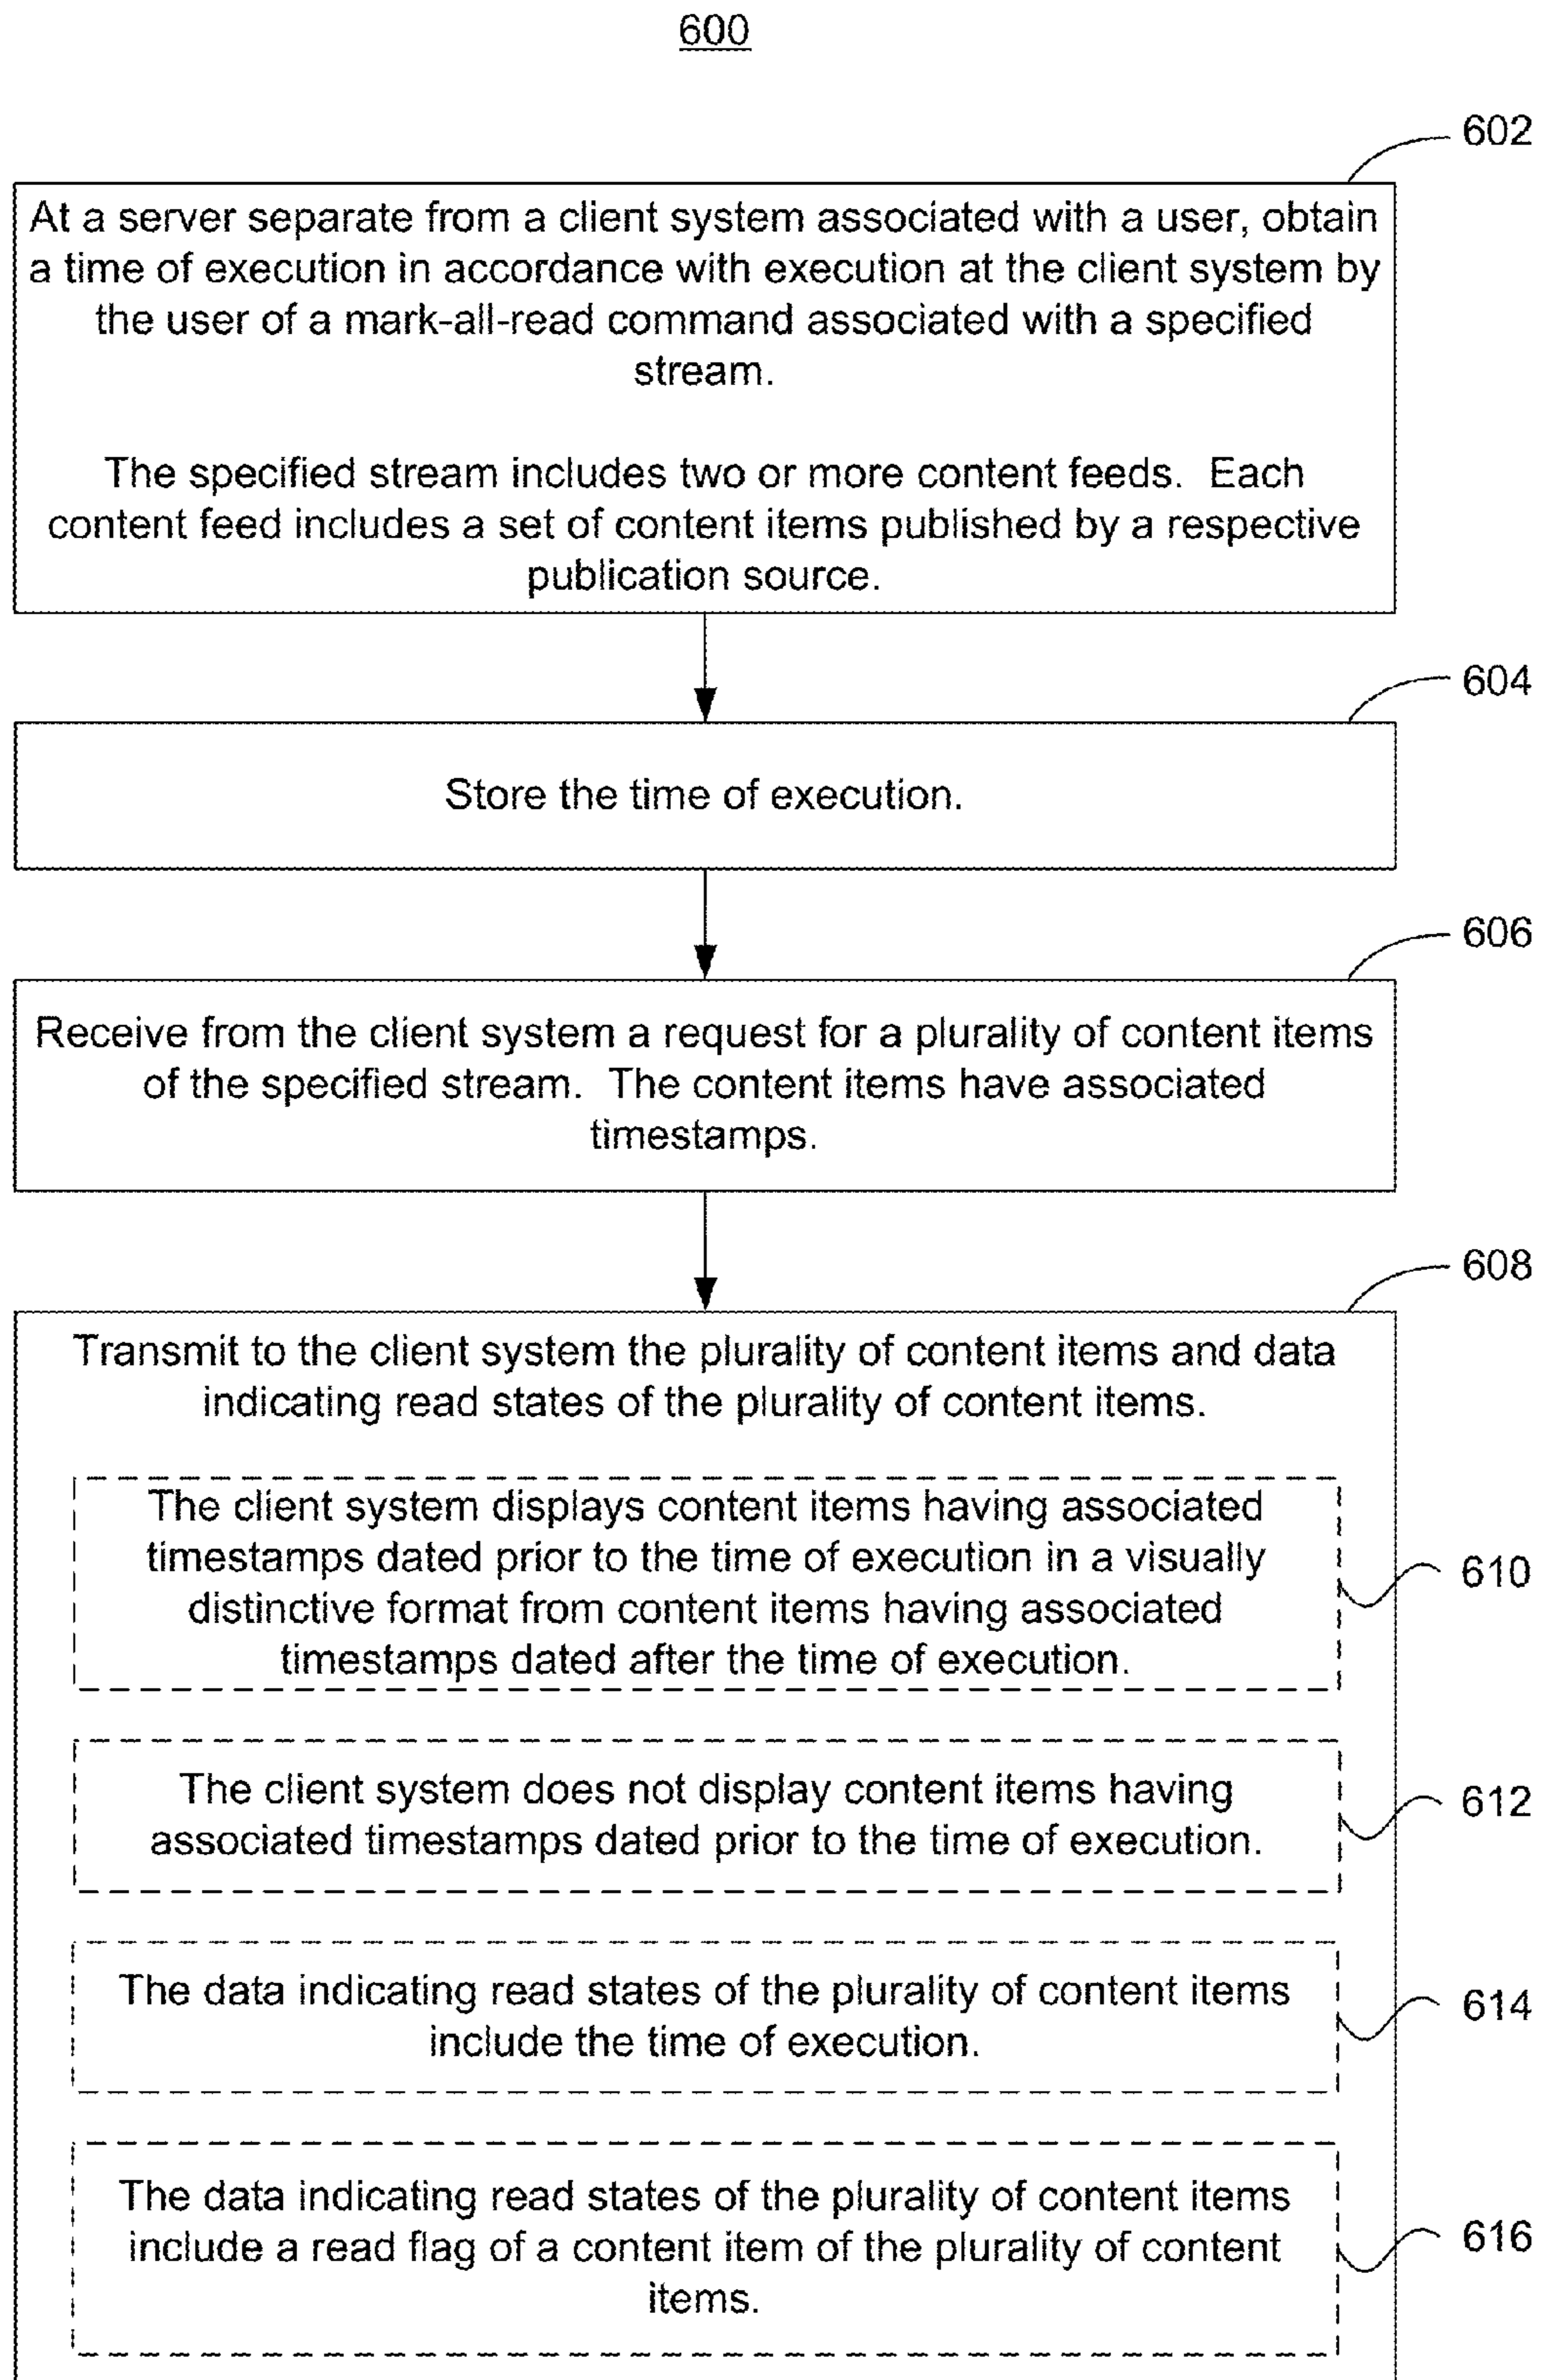 600
602
At a server separate from a client system associated with a user, obtain
a time of execution in accordance with execution at the client system by
the user of a mark-all-read command associated with a specified
stream.
The specified stream includes two or more content feeds.  Each
content feed includes a set of content items published by a respective
publication source.
604
Store the time of execution.
606
Receive from the client system a request for a plurality of content items
of the specified stream.  The content items have associated
timestamps.
608
Transmit to the client system the plurality of content items and data
indicating read states of the plurality of content items.
The client system displays content items having associated
timestamps dated prior to the time of execution in a visually
distinctive format from content items having associated
timestamps dated after the time of execution.
610
The client system does not display content items having
associated timestamps dated prior to the time of execution.
612
The data indicating read states of the plurality of content items
include the time of execution.
614
The data indicating read states of the plurality of content items
include a read flag of a content item of the plurality of content
items.
616